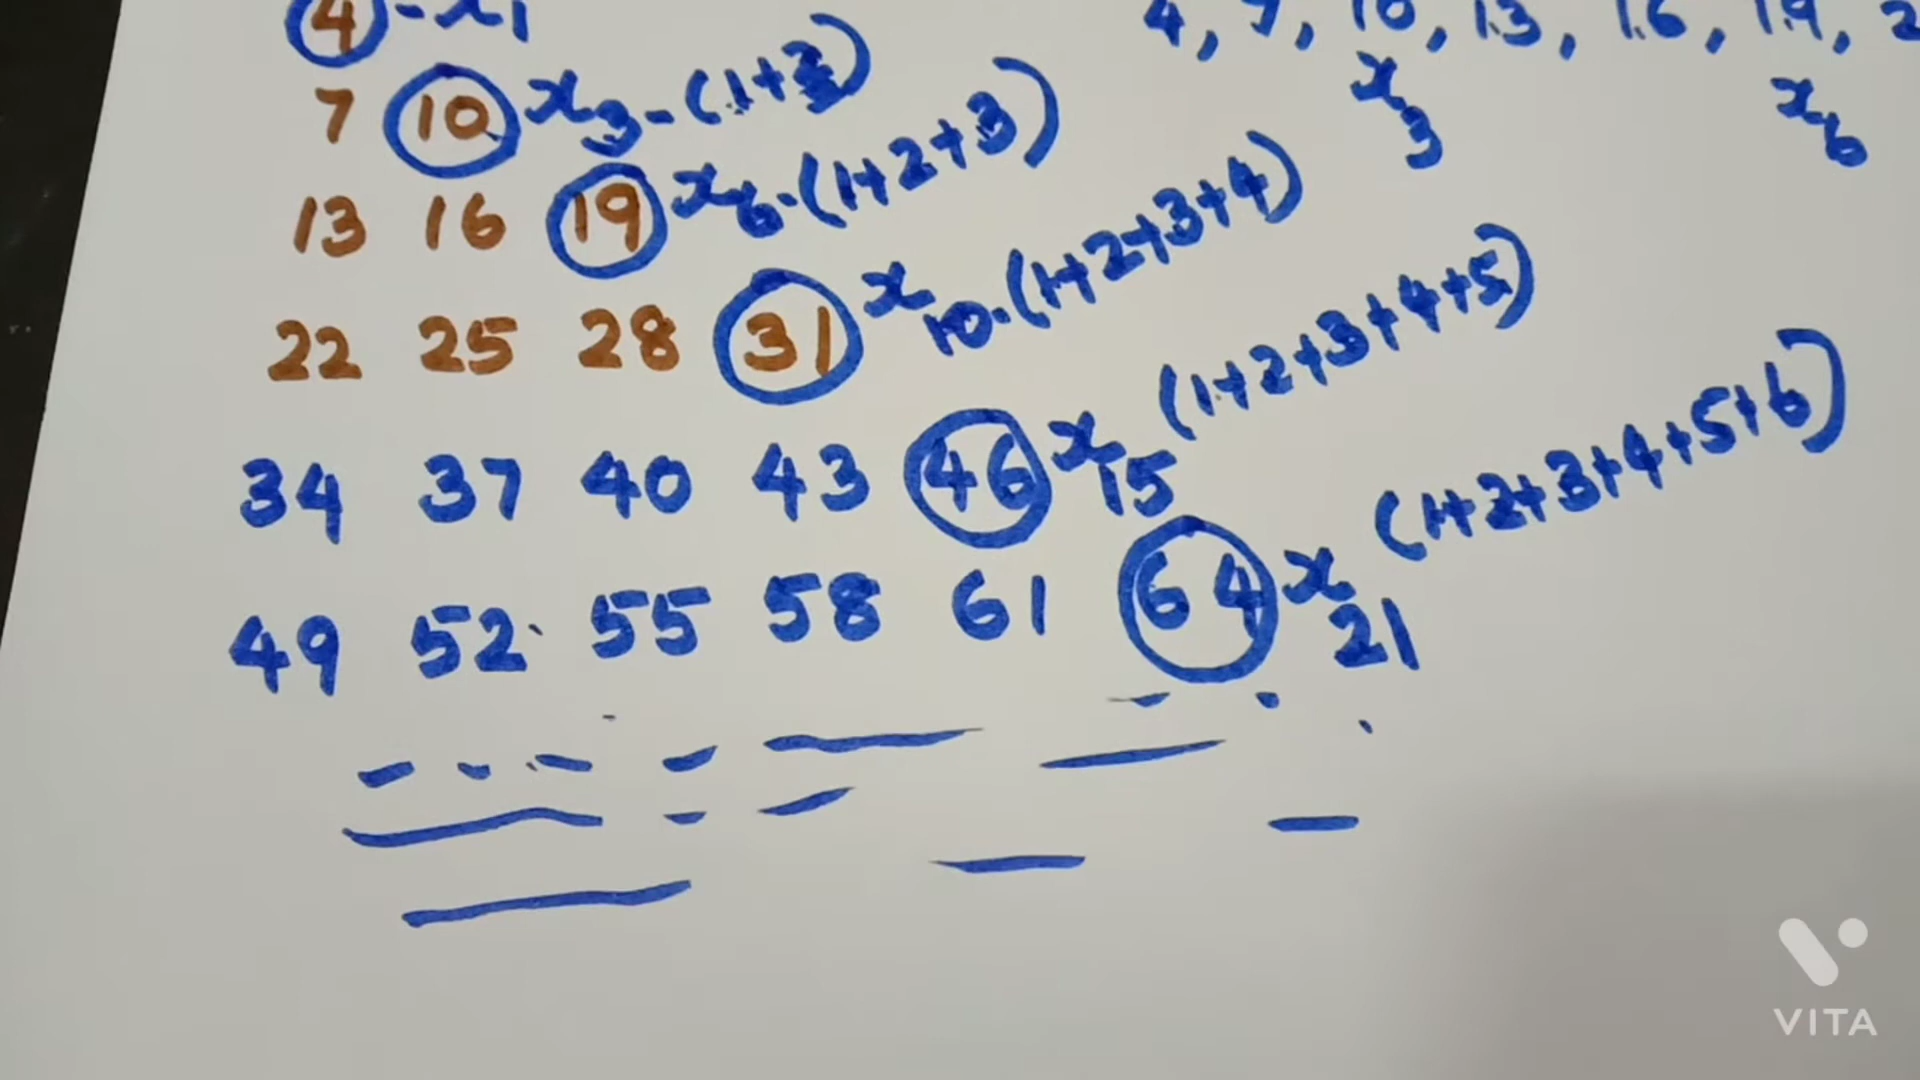 4 - x1
4, 7, 10, 13, 16, 19, 2
x3 x6
7 10 x3 - (1+2)
13 16 19 x6 . (1+2+3)
22 25 28 31 x10 . (1+2+3+4)
34 37 40 43 46 x15 (1+2+3+4+5)
49 52 55 58 61 64 x21 (1+2+3+4+5+6)
VITA